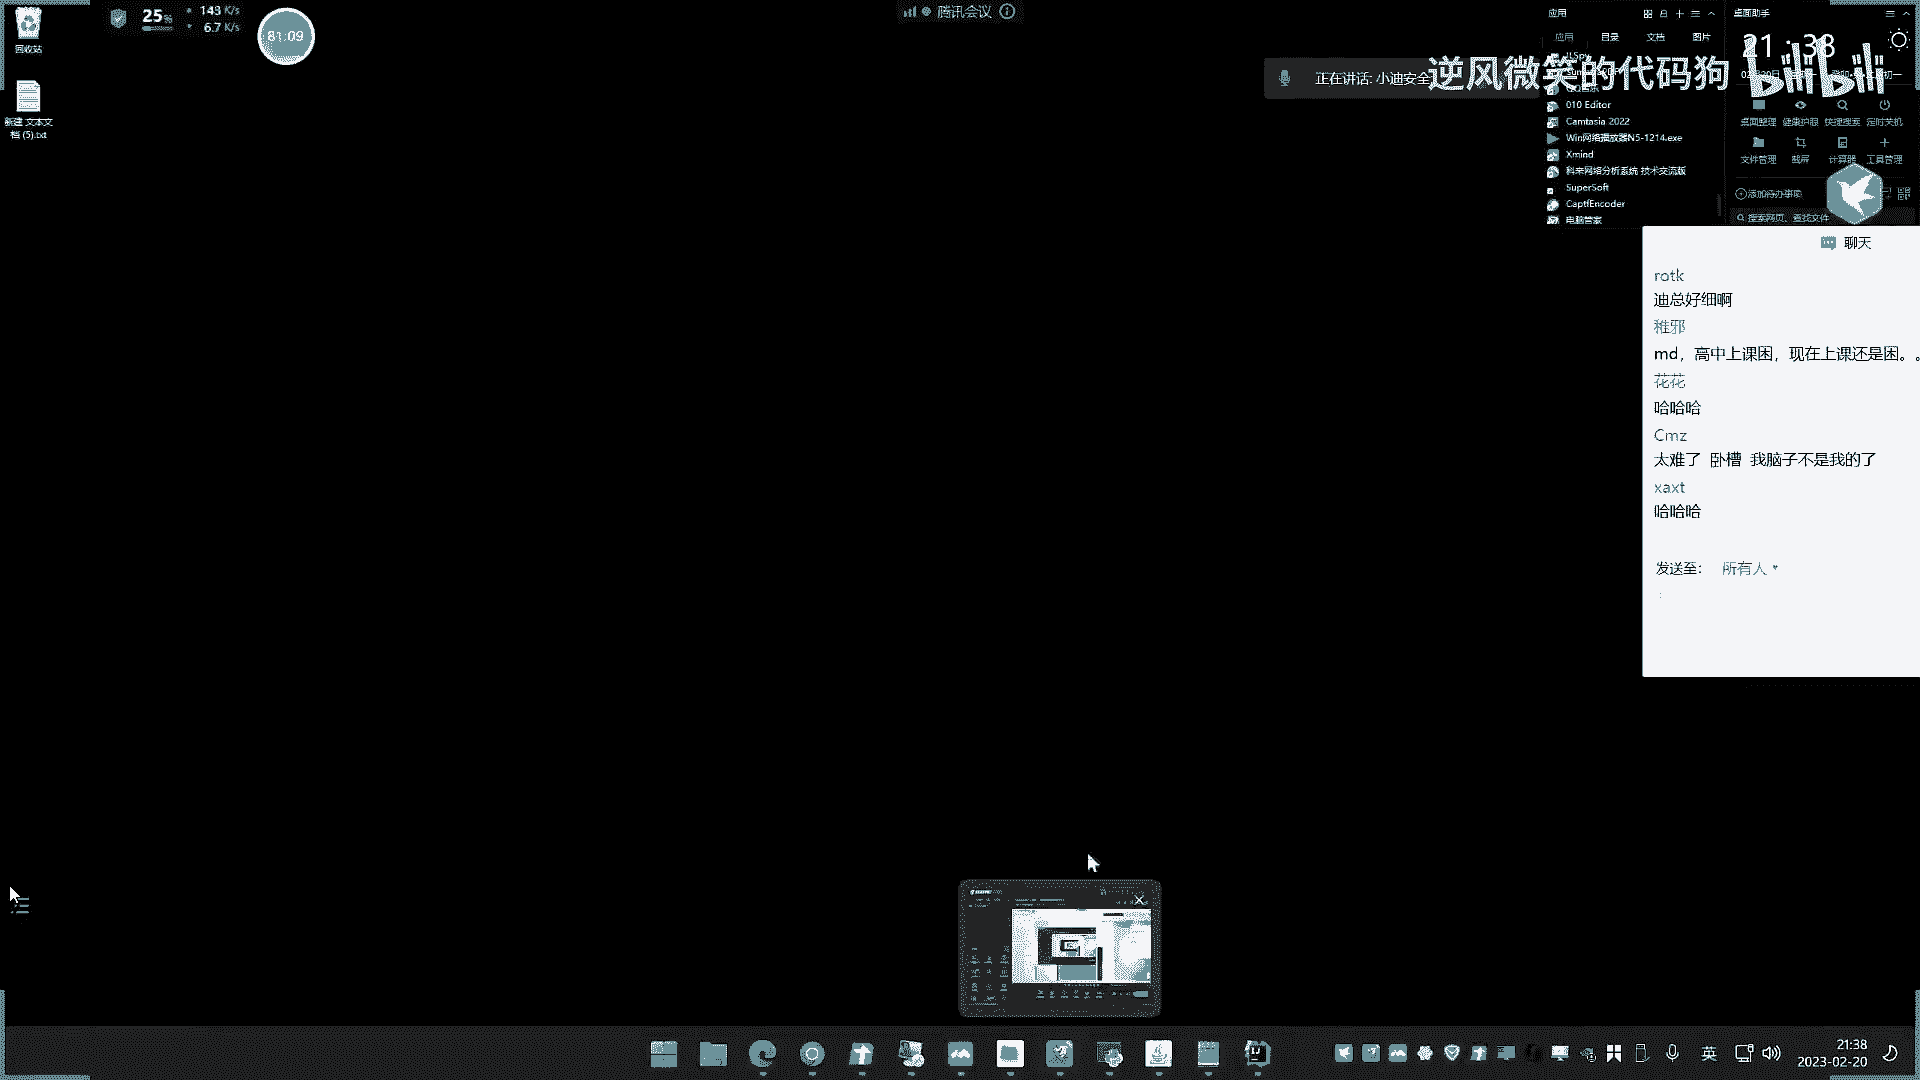 回收站
新建 文本文
档 (5).txt
25%
148 K/s
6.7 K/s
81:09
腾讯会议
正在讲话: 小迪安全
逆风微笑的代码狗
bilibili
应用
应用
目录
文档
图片
010 Editor
Camtasia 2022
Win网络播放器N5-1214.exe
Xmind
科来网络分析系统 技术交流版
SuperSoft
CaptfEncoder
电脑管家
桌面助手
21:38
桌面整理
健康护眼
快捷搜索
定时关机
文件管理
截屏
计算器
工具管理
添加待办事项
搜索网页、查找文件
聊天
rotk
迪总好细啊
稚邪
md，高中上课困，现在上课还是困。。
花花
哈哈哈
Cmz
太难了 卧槽 我脑子不是我的了
xaxt
哈哈哈
发送至：
所有人
英
21:38
2023-02-20